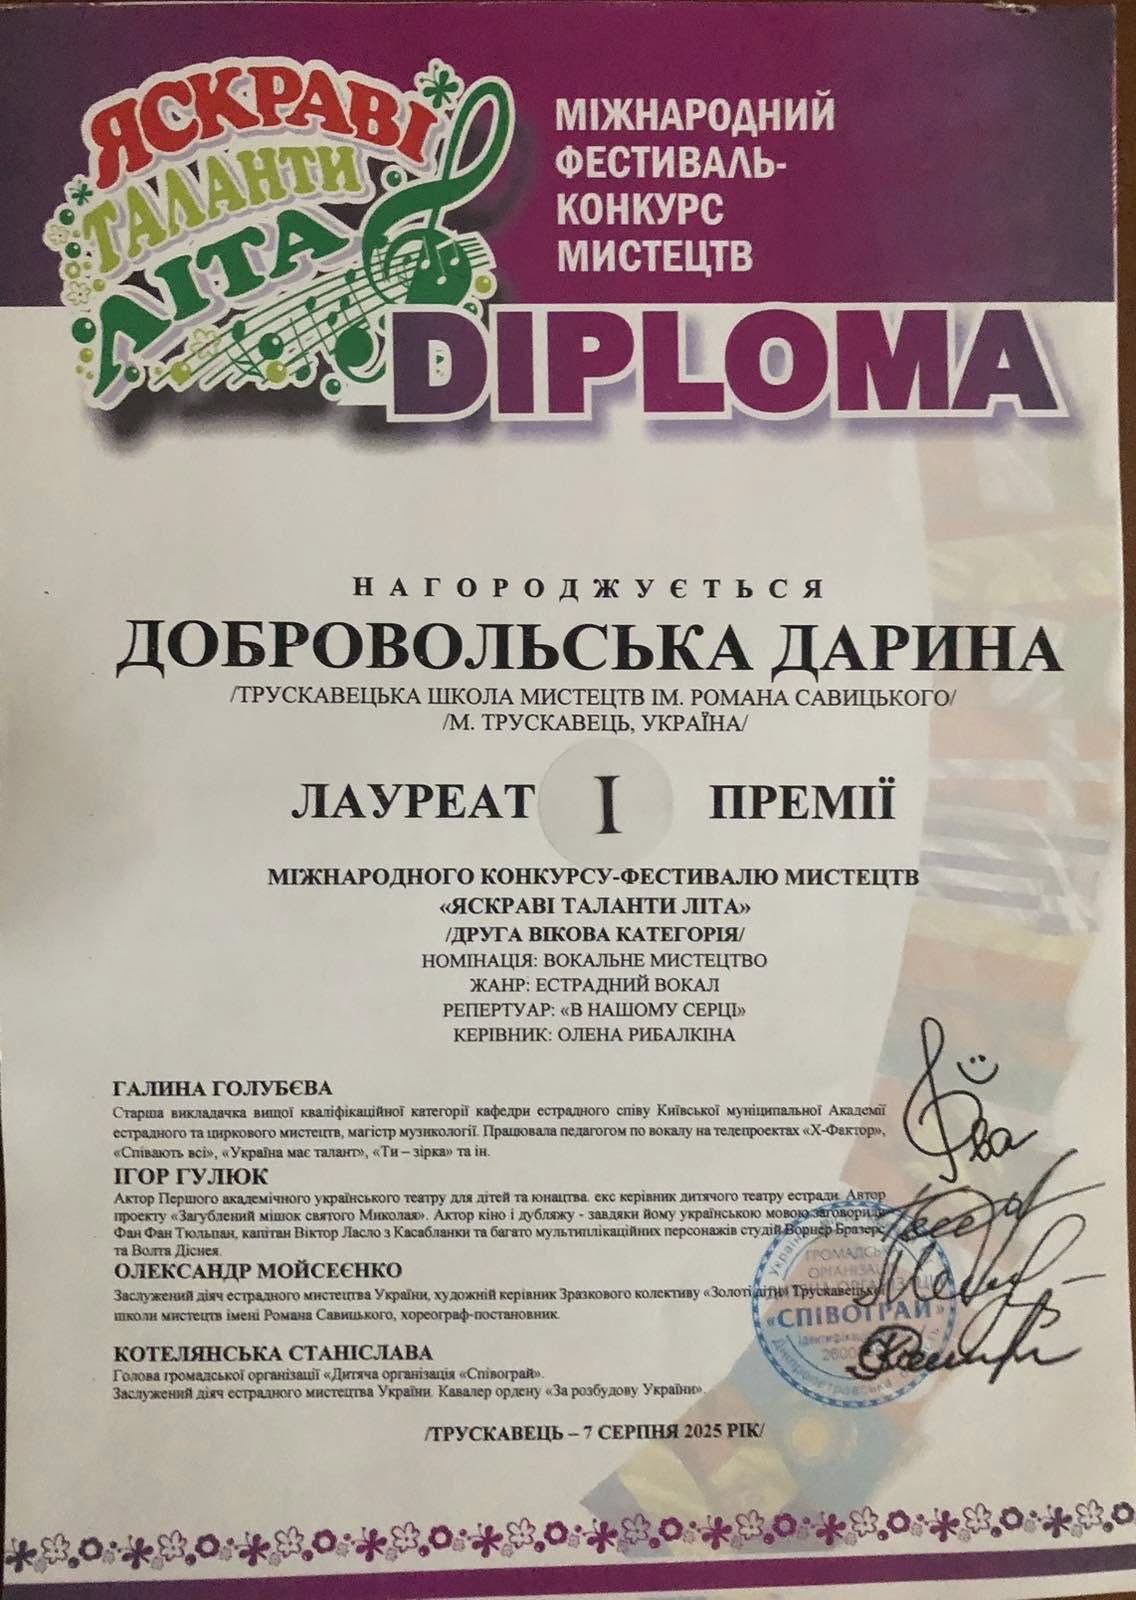 ЯСКРАВІ
ТАЛАНТИ
ЛІТА
МІЖНАРОДНИЙ
ФЕСТИВАЛЬ-
КОНКУРС
МИСТЕЦТВ
DIPLOMA
НАГОРОДЖУЄТЬСЯ
ДОБРОВОЛЬСЬКА ДАРИНА
/ТРУСКАВЕЦЬКА ШКОЛА МИСТЕЦТВ ІМ. РОМАНА САВИЦЬКОГО/
/М. ТРУСКАВЕЦЬ, УКРАЇНА/
ЛАУРЕАТ I ПРЕМІЇ
МІЖНАРОДНОГО КОНКУРСУ-ФЕСТИВАЛЮ МИСТЕЦТВ
«ЯСКРАВІ ТАЛАНТИ ЛІТА»
/ДРУГА ВІКОВА КАТЕГОРІЯ/
НОМІНАЦІЯ: ВОКАЛЬНЕ МИСТЕЦТВО
ЖАНР: ЕСТРАДНИЙ ВОКАЛ
РЕПЕРТУАР: «В НАШОМУ СЕРЦІ»
КЕРІВНИК: ОЛЕНА РИБАЛКІНА
ГАЛИНА ГОЛУБЄВА
Старша викладачка вищої кваліфікаційної категорії кафедри естрадного співу Київської муніципальної Академії
естрадного та циркового мистецтв, магістр музикології. Працювала педагогом по вокалу на телепроектах «Х-Фактор»,
«Співають всі», «Україна має талант», «Ти – зірка» та ін.
ІГОР ГУЛЮК
Актор Першого академічного українського театру для дітей та юнацтва. екс керівник дитячого театру естради. Автор
проекту «Загублений мішок святого Миколая». Актор кіно і дубляжу - завдяки йому українською мовою заговорили
Фан Фан Тюльпан, капітан Віктор Ласло з Касабланки та багато мультиплікаційних персонажів студій Ворнер Бразерс
та Волта Діснея.
ОЛЕКСАНДР МОЙСЕЄНКО
Заслужений діяч естрадного мистецтва України, художній керівник Зразкового колективу «Золоті діти» Трускавецької
школи мистецтв імені Романа Савицького, хореограф-постановник.
КОТЕЛЯНСЬКА СТАНІСЛАВА
Голова громадської організації «Дитяча організація «Співограй».
Заслужений діяч естрадного мистецтва України. Кавалер ордену «За розбудову України».
ГРОМАДСЬКА
ОРГАНІЗАЦІЯ
«СПІВОГРАЙ»
/ТРУСКАВЕЦЬ – 7 СЕРПНЯ 2025 РІК/